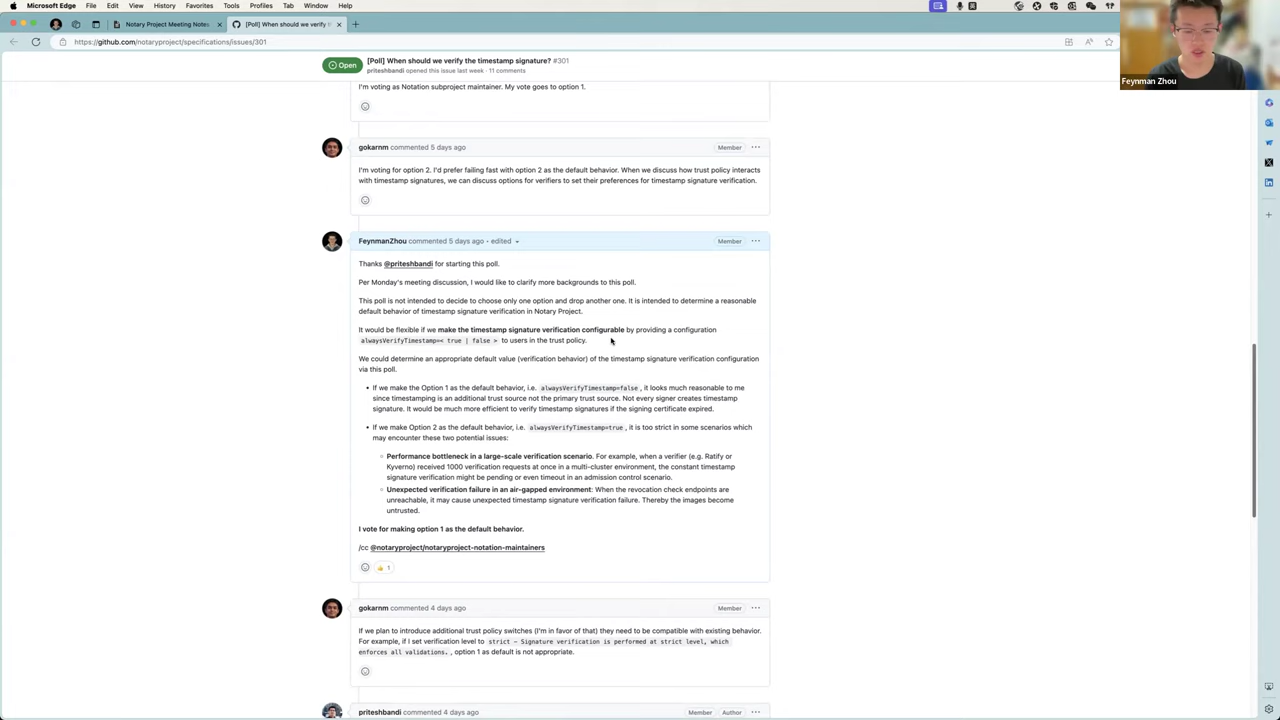 Microsoft Edge File Edit View History Favorites Tools Profiles Tab Window Help
Notary Project Meeting Notes
[Poll] When should we verify th
https://github.com/notaryproject/specifications/issues/301
Feynman Zhou
Open
[Poll] When should we verify the timestamp signature? #301
priteshbandi opened this issue last week · 11 comments
I'm voting as Notation subproject maintainer. My vote goes to option 1.
gokarnm commented 5 days ago
Member
I'm voting for option 2. I'd prefer failing fast with option 2 as the default behavior. When we discuss how trust policy interacts
with timestamp signatures, we can discuss options for verifiers to set their preferences for timestamp signature verification.
FeynmanZhou commented 5 days ago · edited
Member
Thanks @priteshbandi for starting this poll.
Per Monday's meeting discussion, I would like to clarify more backgrounds to this poll.
This poll is not intended to decide to choose only one option and drop another one. It is intended to determine a reasonable
default behavior of timestamp signature verification in Notary Project.
It would be flexible if we make the timestamp signature verification configurable by providing a configuration
alwaysVerifyTimestamp=< true | false > to users in the trust policy.
We could determine an appropriate default value (verification behavior) of the timestamp signature verification configuration
via this poll.
• If we make the Option 1 as the default behavior, i.e. alwaysVerifyTimestamp=false, it looks much reasonable to me
since timestamping is an additional trust source not the primary trust source. Not every signer creates timestamp
signature. It would be much more efficient to verify timestamp signatures if the signing certificate expired.
• If we make Option 2 as the default behavior, i.e. alwaysVerifyTimestamp=true, it is too strict in some scenarios which
may encounter these two potential issues:
○ Performance bottleneck in a large-scale verification scenario. For example, when a verifier (e.g. Ratify or
Kyverno) received 1000 verification requests at once in a multi-cluster environment, the constant timestamp
signature verification might be pending or even timeout in an admission control scenario.
○ Unexpected verification failure in an air-gapped environment: When the revocation check endpoints are
unreachable, it may cause unexpected timestamp signature verification failure. Thereby the images become
untrusted.
I vote for making option 1 as the default behavior.
/cc @notaryproject/notaryproject-notation-maintainers
👍 1
gokarnm commented 4 days ago
Member
If we plan to introduce additional trust policy switches (I'm in favor of that) they need to be compatible with existing behavior.
For example, if I set verification level to strict – Signature verification is performed at strict level, which
enforces all validations. , option 1 as default is not appropriate.
priteshbandi commented 4 days ago
Member Author